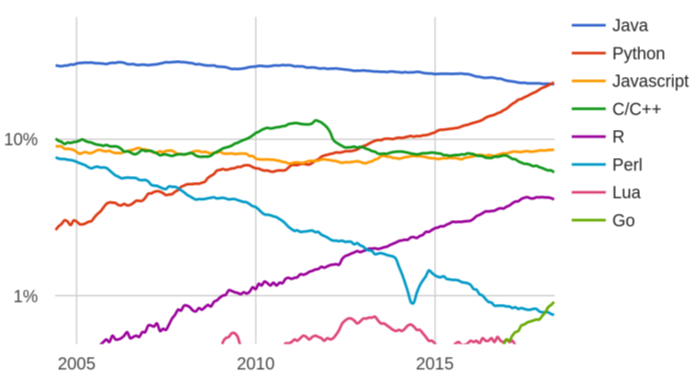 Java
Python
Javascript
C/C++
R
Perl
Lua
Go
10%
1%
2005 2010 2015